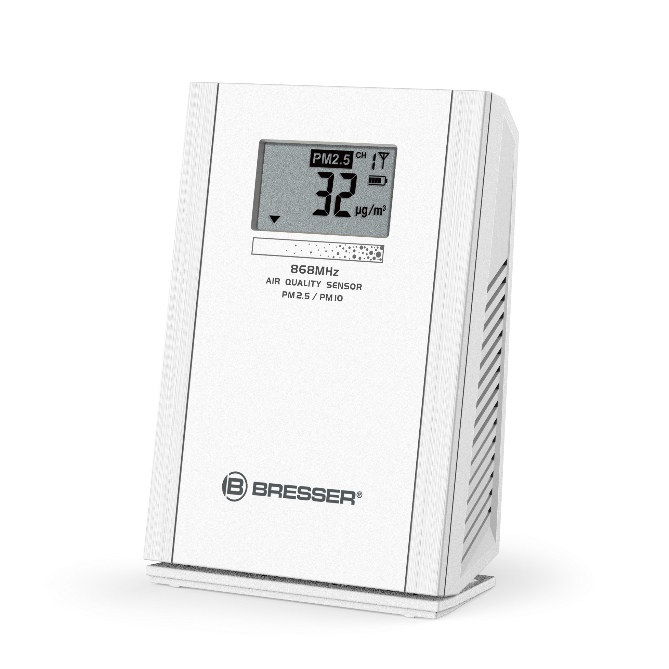 PM2.5 CH 1
32 µg/m³
868MHz
AIR QUALITY SENSOR
PM2.5 / PM10
B BRESSER®